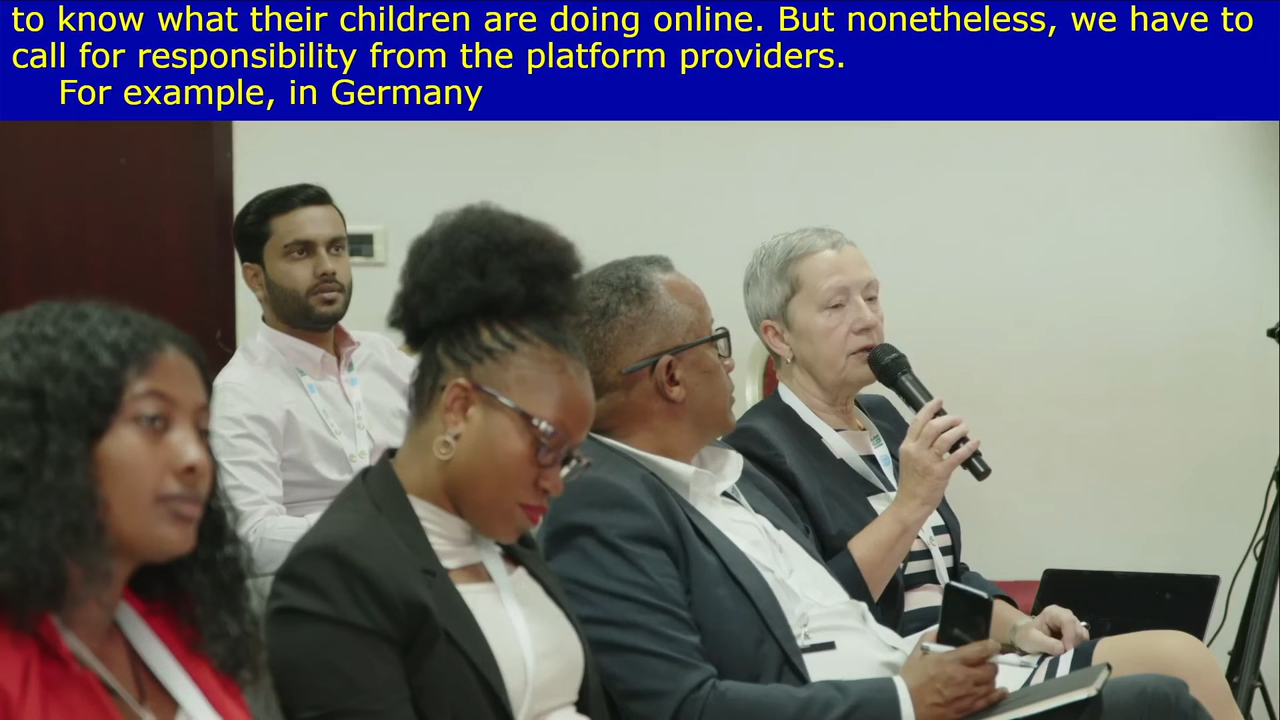 to know what their children are doing online. But nonetheless, we have to
call for responsibility from the platform providers.
For example, in Germany